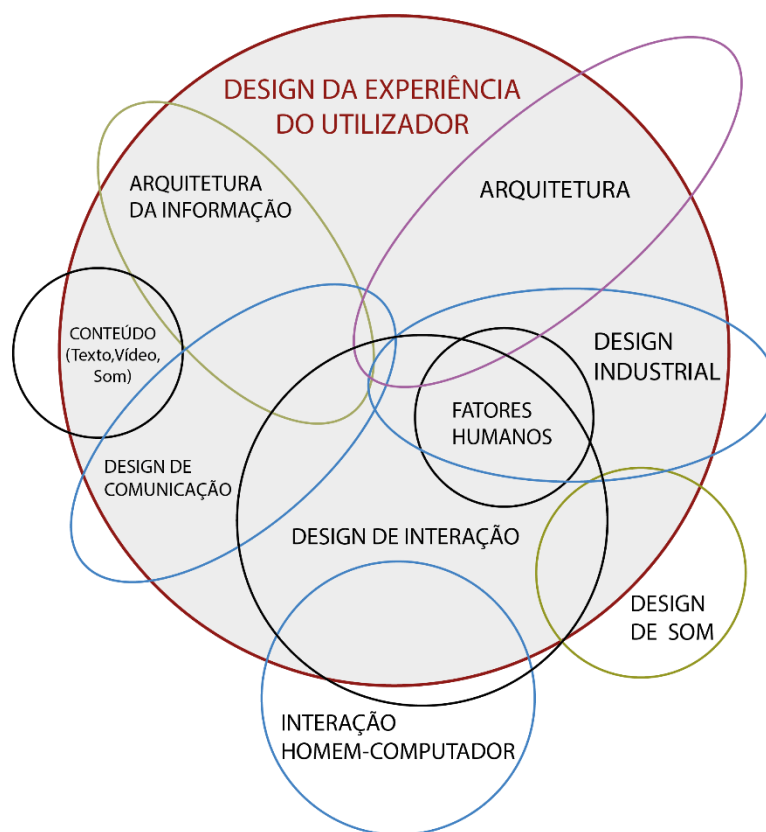 DESIGN DA EXPERIÊNCIA
DO UTILIZADOR
ARQUITETURA
DA INFORMAÇÃO
ARQUITETURA
CONTEÚDO
(Texto,Vídeo,
Som)
DESIGN
INDUSTRIAL
FATORES
HUMANOS
DESIGN DE
COMUNICAÇÃO
DESIGN DE INTERAÇÃO
DESIGN
DE SOM
INTERAÇÃO
HOMEM-COMPUTADOR